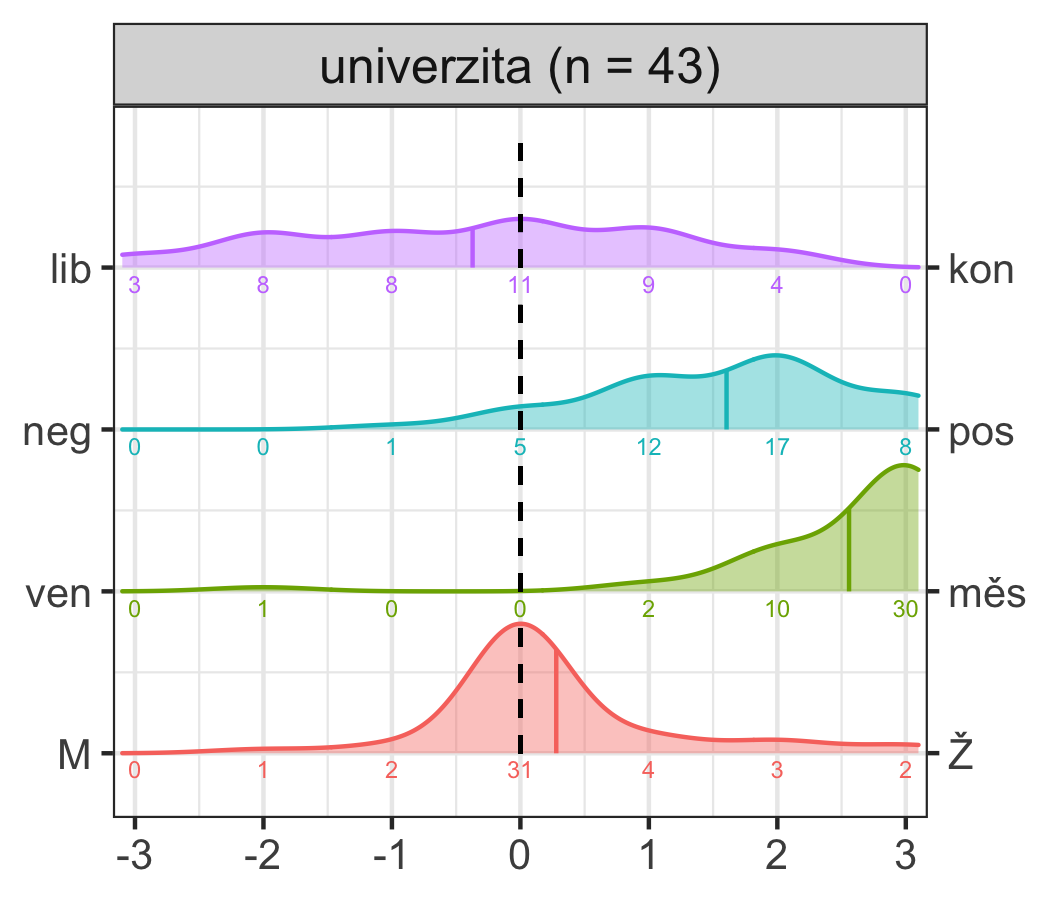 univerzita (n = 43)
lib kon
3 8 8 11 9 4 0
neg pos
0 0 1 5 12 17 8
ven měs
0 1 0 0 2 10 30
M Ž
0 1 2 31 4 3 2
-3 -2 -1 0 1 2 3